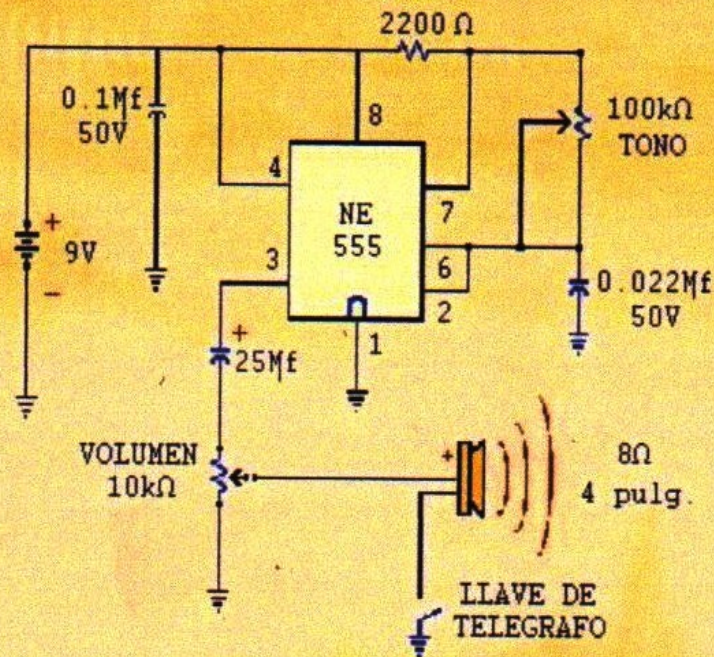 2200 Ω
0.1Mf
50V
8
100kΩ
TONO
4
NE
555
7
+
9V
−
3
6
2
0.022Mf
50V
1
+
25Mf
VOLUMEN
10kΩ
+
8Ω
4 pulg.
LLAVE DE
TELEGRAFO